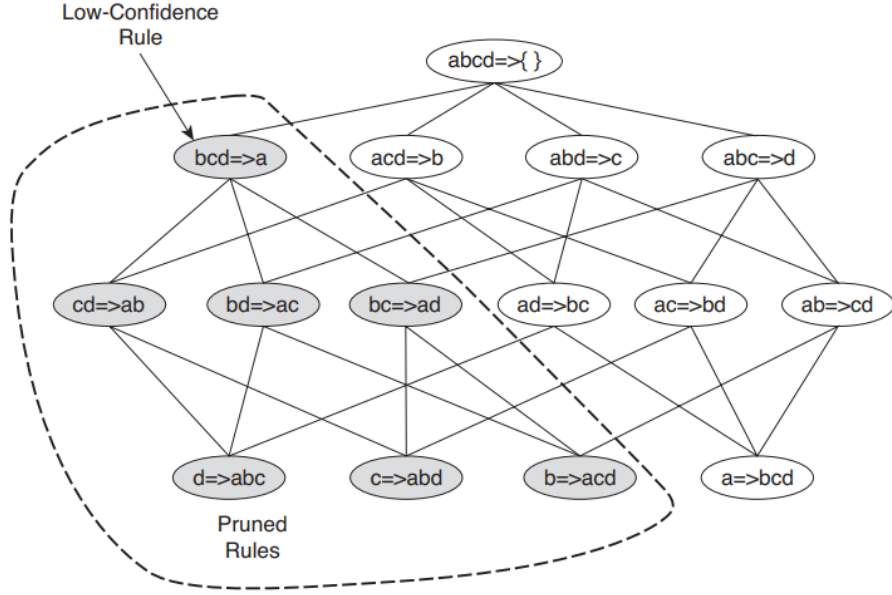 Low-Confidence
Rule
abcd=>{ }
bcd=>a
acd=>b
abd=>c
abc=>d
cd=>ab
bd=>ac
bc=>ad
ad=>bc
ac=>bd
ab=>cd
d=>abc
c=>abd
b=>acd
a=>bcd
Pruned
Rules